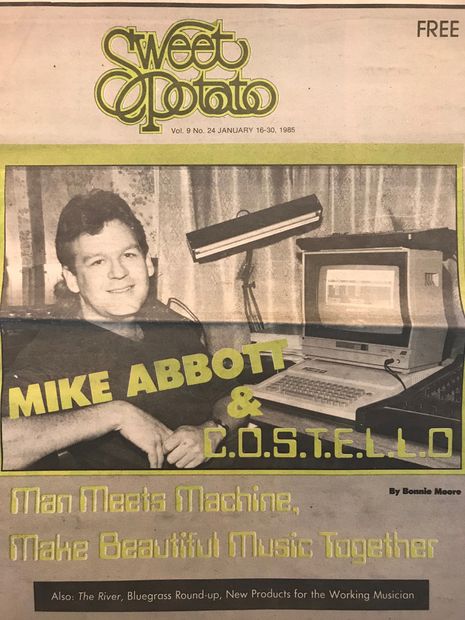 FREE
Sweet
Potato
Vol. 9 No. 24 JANUARY 16-30, 1985
MIKE ABBOTT
&
C.O.S.T.E.L.L.O
By Bonnie Moore
Man Meets Machine,
Make Beautiful Music Together
Also: The River, Bluegrass Round-up, New Products for the Working Musician